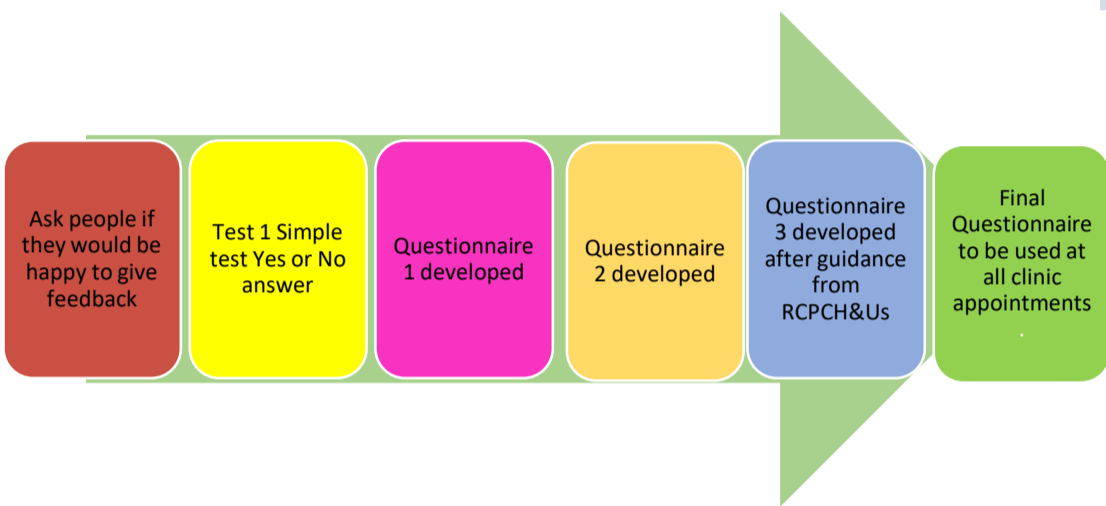 Ask people if
they would be
happy to give
feedback
Test 1 Simple
test Yes or No
answer
Questionnaire
1 developed
Questionnaire
2 developed
Questionnaire
3 developed
after guidance
from
RCPCH&Us
Final
Questionnaire
to be used at
all clinic
appointments
.